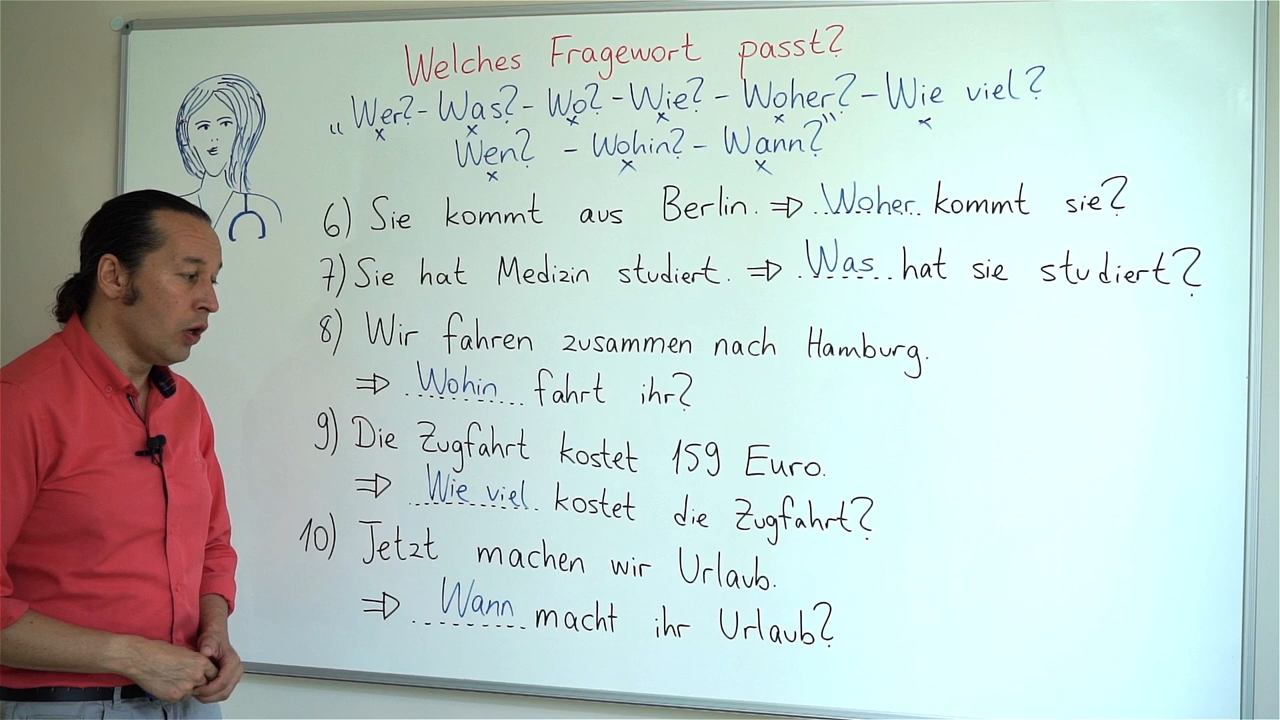 Welches Fragewort passt?
„Wer? - Was? - Wo? - Wie? - Woher? - Wie viel?
Wen? - Wohin? - Wann?"
6) Sie kommt aus Berlin. ⇒ ..Woher.. kommt sie?
7) Sie hat Medizin studiert. ⇒ ..Was.. hat sie studiert?
8) Wir fahren zusammen nach Hamburg.
⇒ ..Wohin... fahrt ihr?
9) Die Zugfahrt kostet 159 Euro.
⇒ ..Wie viel.. kostet die Zugfahrt?
10) Jetzt machen wir Urlaub.
⇒ ..Wann.. macht ihr Urlaub?